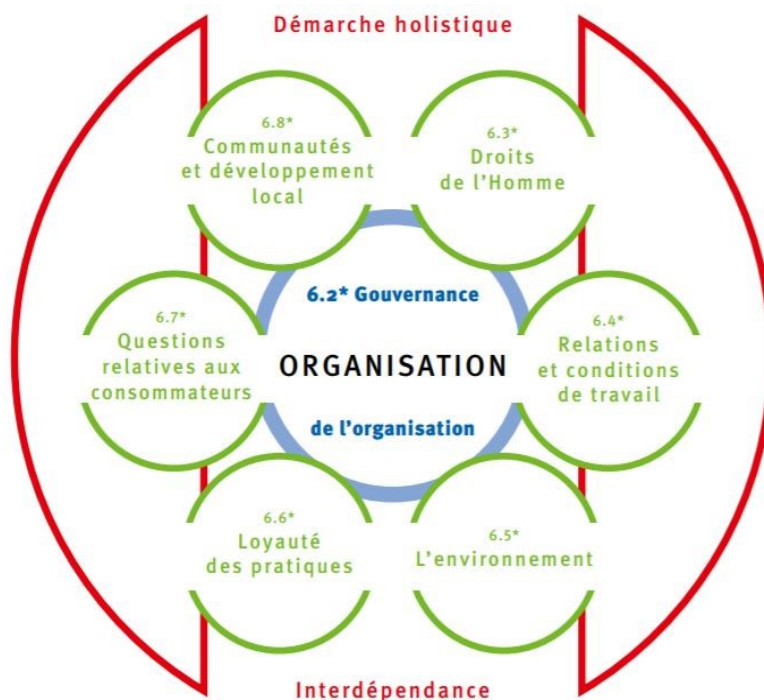 Démarche holistique
6.8*
Communautés
et développement
local
6.3*
Droits
de l'Homme
6.2* Gouvernance
6.7*
Questions
relatives aux
consommateurs
ORGANISATION
6.4*
Relations
et conditions
de travail
de l'organisation
6.6*
Loyauté
des pratiques
6.5*
L'environnement
Interdépendance